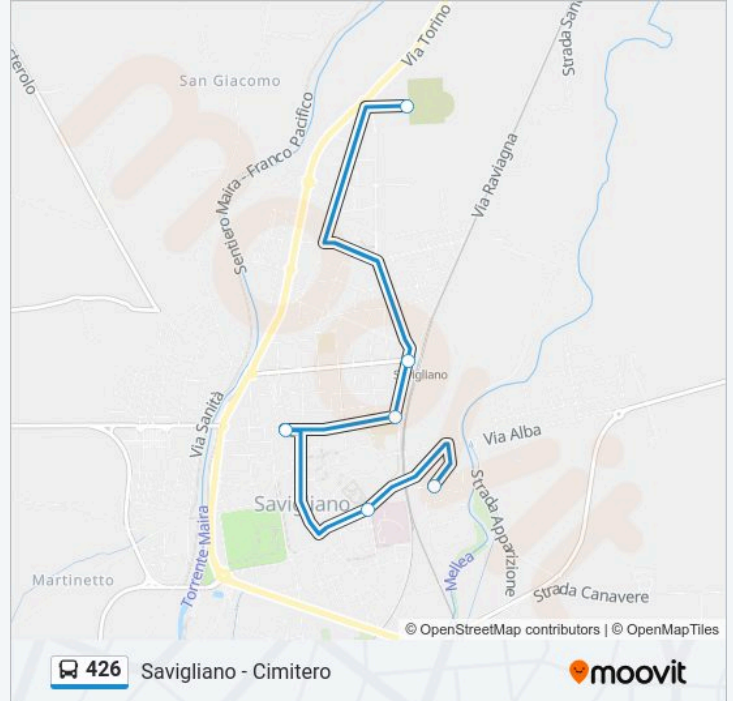 Via Torino
Strada San
sterolo
San Giacomo
Sentiero Maira - Franco Pacifico
Via Raviagna
Savigliano
Via Sanità
Via Alba
Savigliano
Strada Apparizione
Torrente Maira
Mellea
Martinetto
Strada Canavere
© OpenStreetMap contributors | © OpenMapTiles
426 Savigliano - Cimitero
moovit